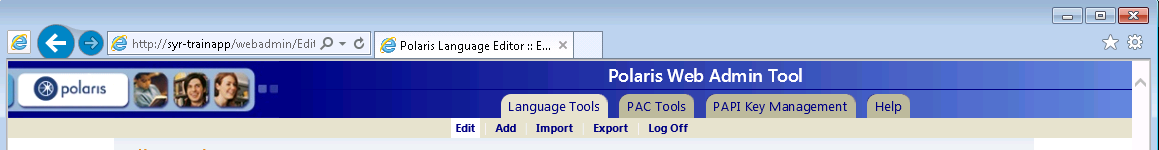 http://syr-trainapp/webadmin/Edit
Polaris Language Editor :: E...
polaris
Polaris Web Admin Tool
Language Tools PAC Tools PAPI Key Management Help
Edit Add Import Export Log Off